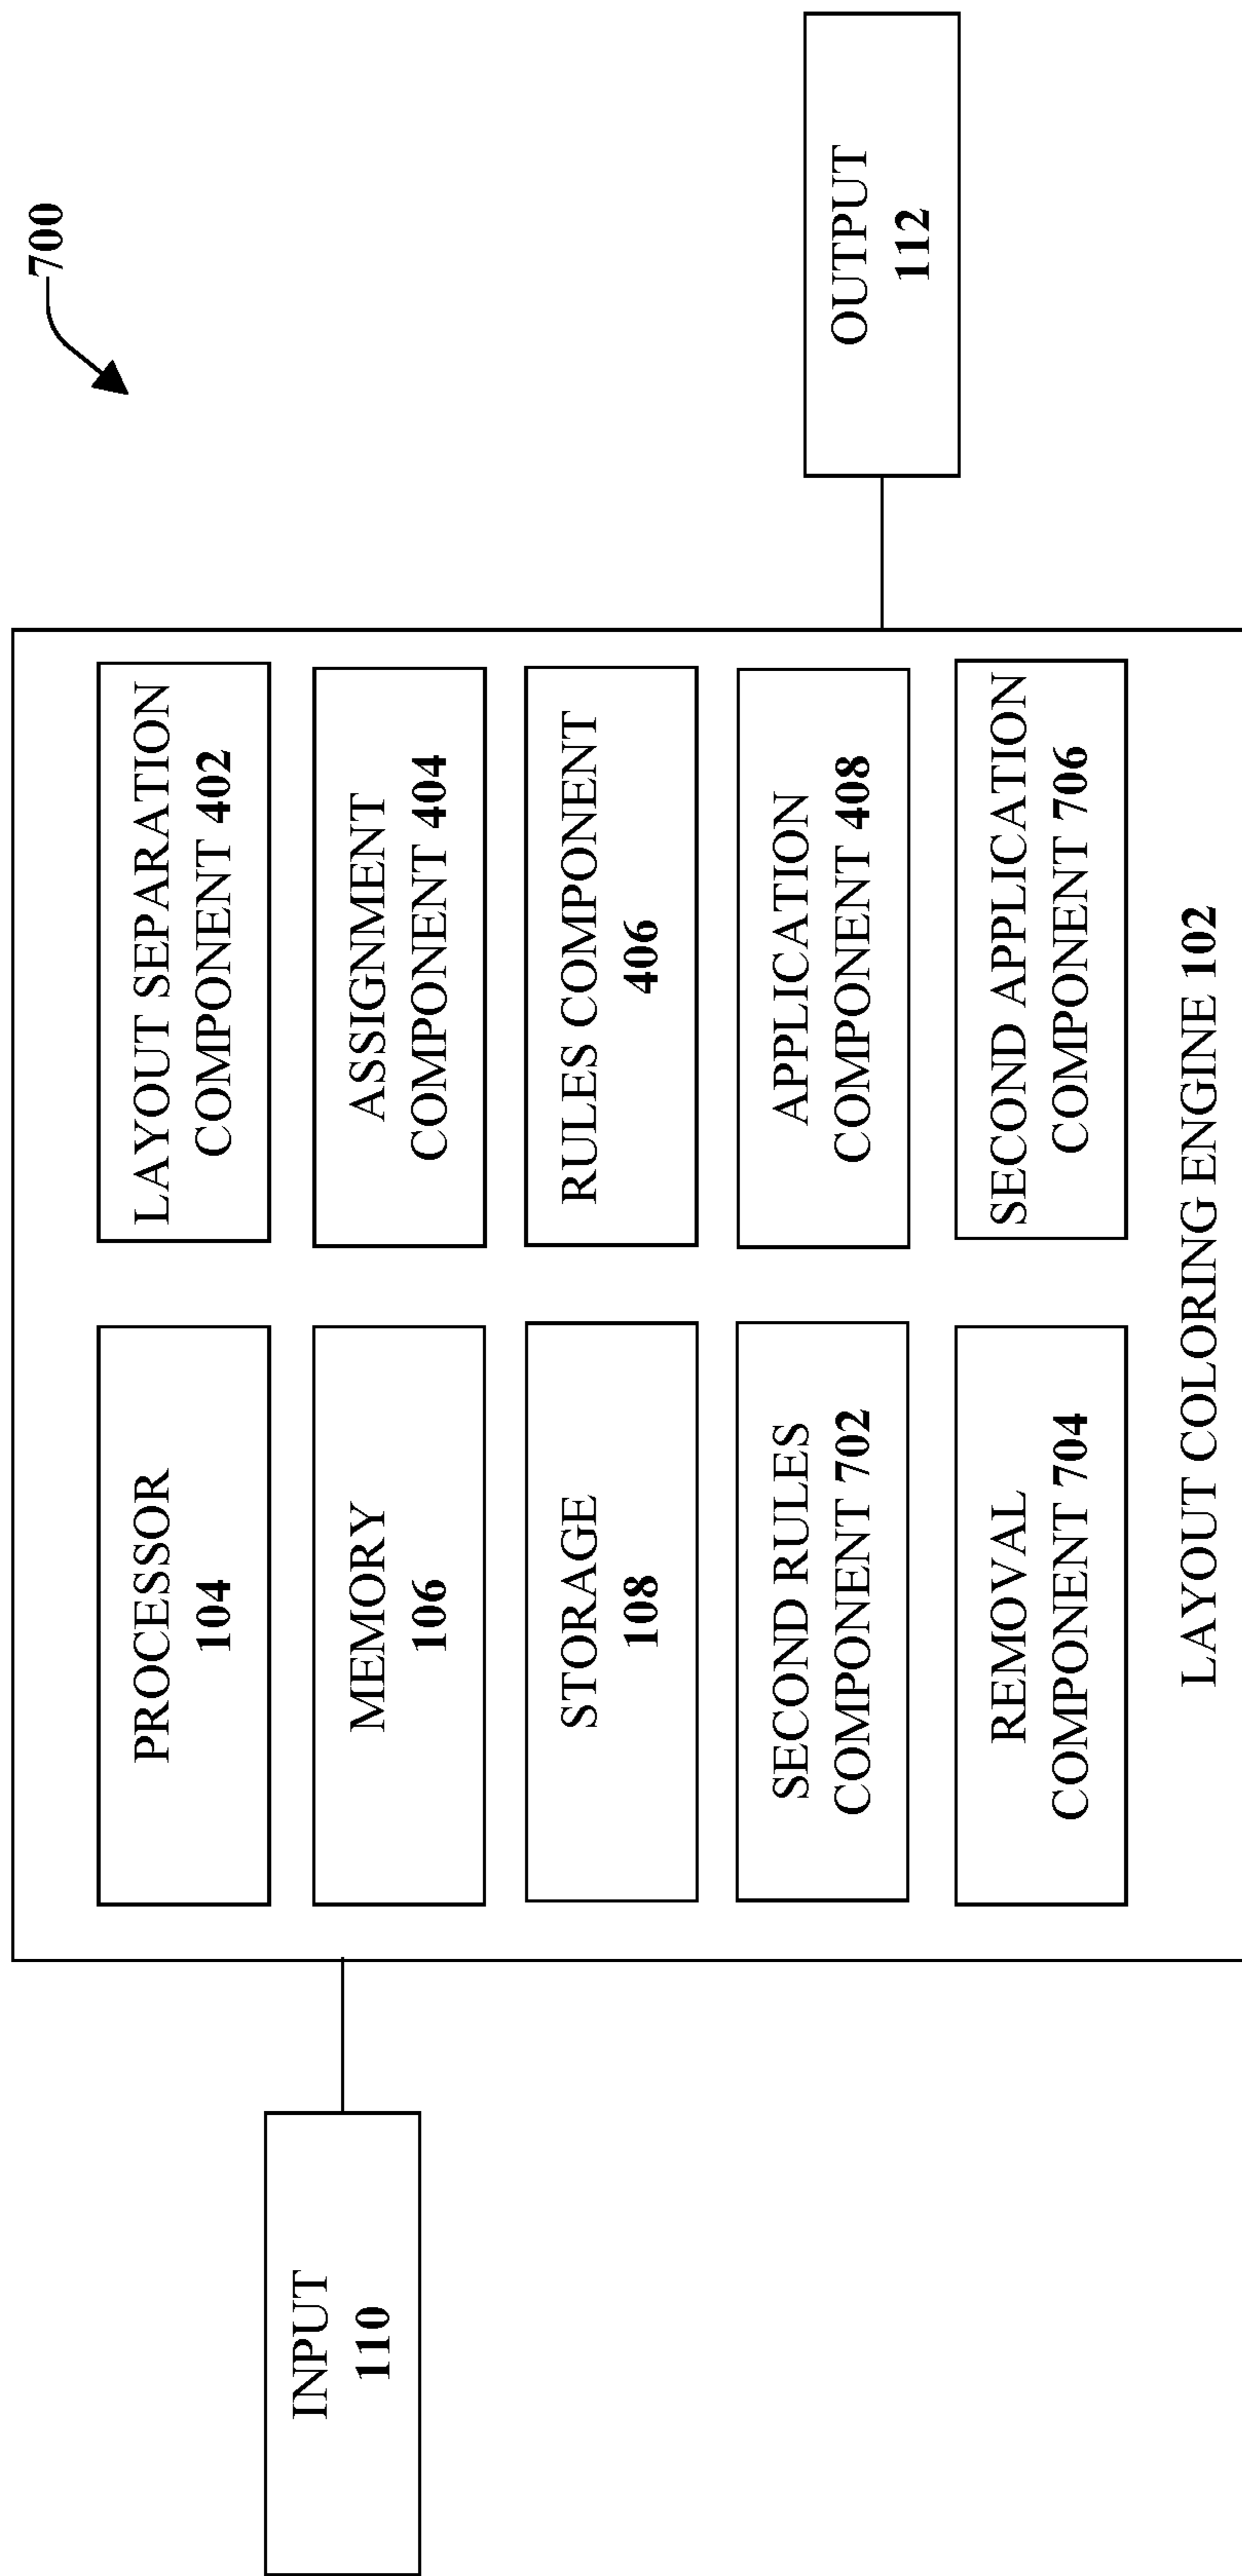 700
INPUT
110
PROCESSOR
104
LAYOUT SEPARATION
COMPONENT 402
MEMORY
106
ASSIGNMENT
COMPONENT 404
STORAGE
108
RULES COMPONENT
406
SECOND RULES
COMPONENT 702
APPLICATION
COMPONENT 408
REMOVAL
COMPONENT 704
SECOND APPLICATION
COMPONENT 706
LAYOUT COLORING ENGINE 102
OUTPUT
112